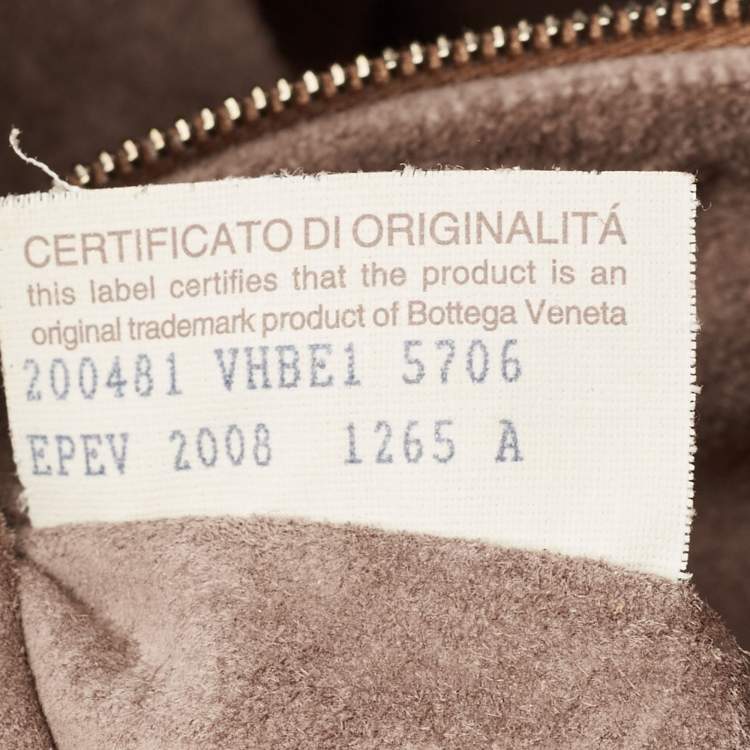 CERTIFICATO DI ORIGINALITÁ
this label certifies that the product is an
original trademark product of Bottega Veneta
200481 VHBE1 5706
EPEV 2008 1265 A